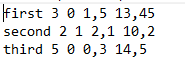 first 3 0 1,5 13,45
second 2 1 2,1 10,2
third 5 0 0,3 14,5